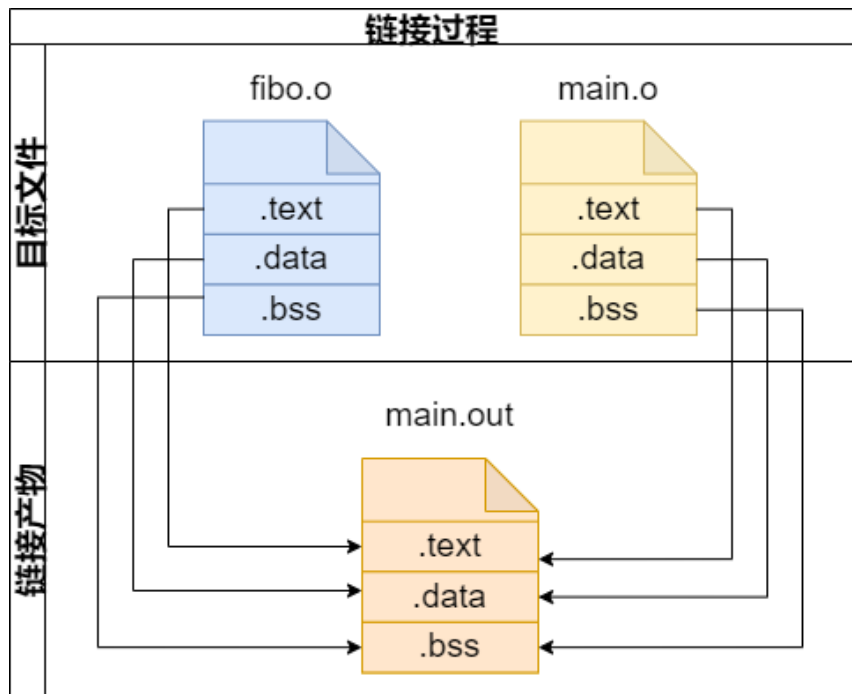 链接过程
目标文件
fibo.o
main.o
.text
.data
.bss
.text
.data
.bss
链接产物
main.out
.text
.data
.bss